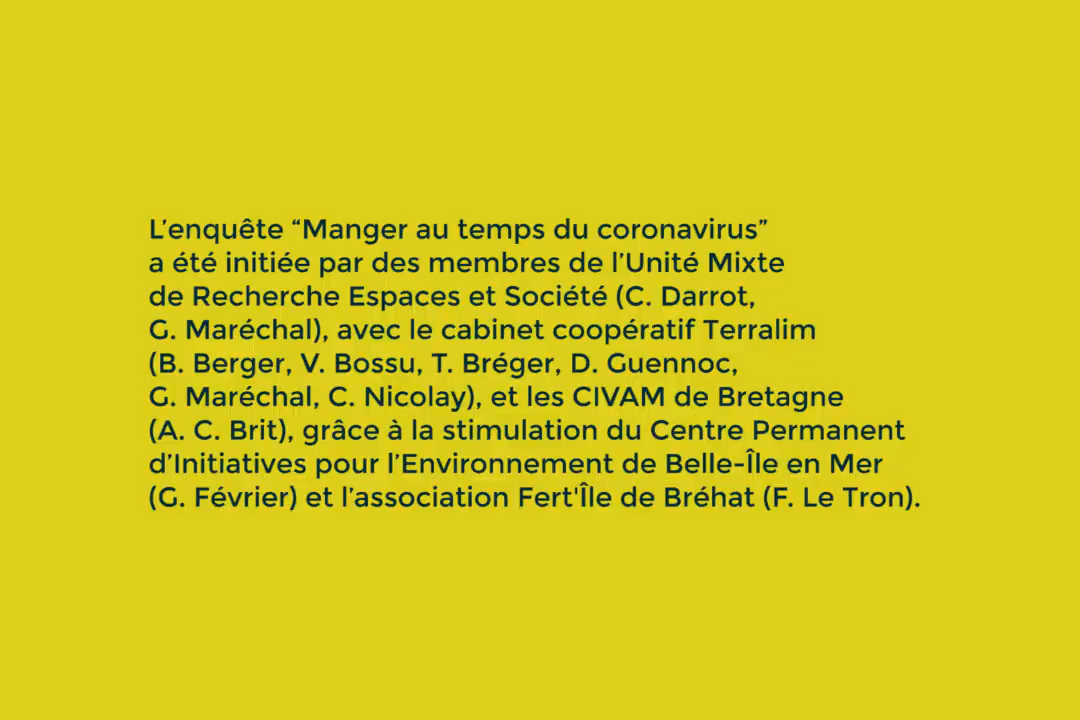 L’enquête “Manger au temps du coronavirus”
a été initiée par des membres de l’Unité Mixte
de Recherche Espaces et Société (C. Darrot,
G. Maréchal), avec le cabinet coopératif Terralim
(B. Berger, V. Bossu, T. Bréger, D. Guennoc,
G. Maréchal, C. Nicolay), et les CIVAM de Bretagne
(A. C. Brit), grâce à la stimulation du Centre Permanent
d’Initiatives pour l’Environnement de Belle-Île en Mer
(G. Février) et l’association Fert'Île de Bréhat (F. Le Tron).